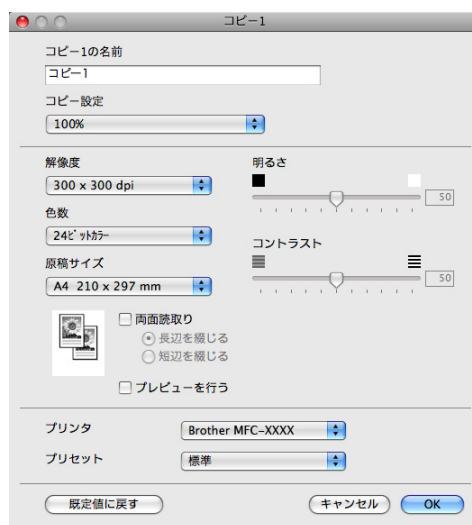 コピー1
コピー1の名前
コピー1
コピー設定
100%
解像度
300 x 300 dpi
明るさ
50
色数
24ﾋﾞｯﾄｶﾗｰ
コントラスト
50
原稿サイズ
A4 210 x 297 mm
両面読取り
長辺を綴じる
短辺を綴じる
プレビューを行う
プリンタ
Brother MFC-XXXX
プリセット
標準
既定値に戻す
キャンセル
OK